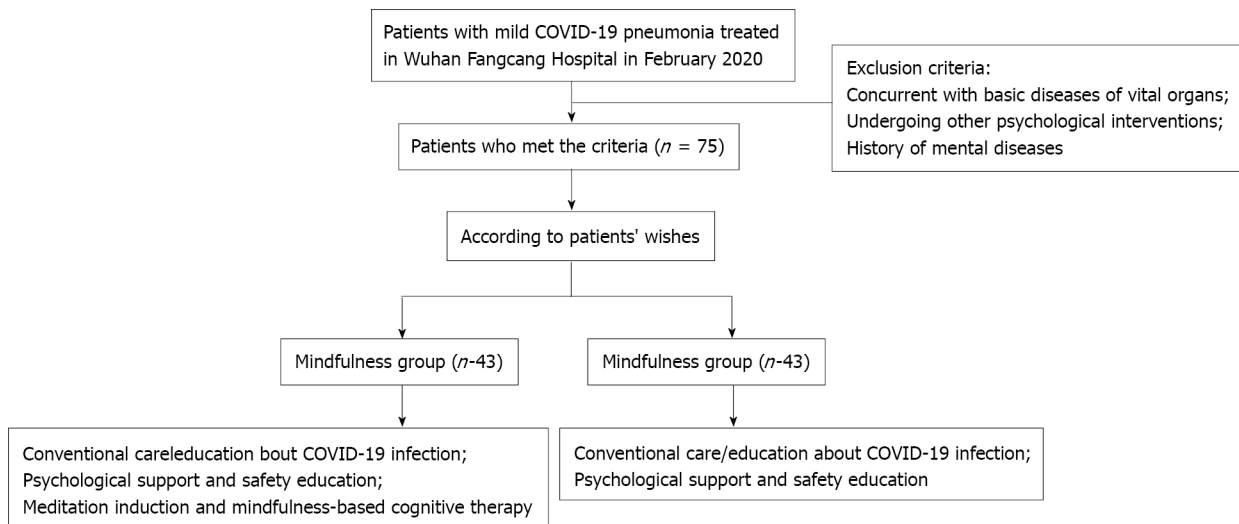 Patients with mild COVID-19 pneumonia treated
in Wuhan Fangcang Hospital in February 2020
Exclusion criteria:
Concurrent with basic diseases of vital organs;
Undergoing other psychological interventions;
History of mental diseases
Patients who met the criteria (n = 75)
According to patients' wishes
Mindfulness group (n-43)
Mindfulness group (n-43)
Conventional careleducation bout COVID-19 infection;
Psychological support and safety education;
Meditation induction and mindfulness-based cognitive therapy
Conventional care/education about COVID-19 infection;
Psychological support and safety education